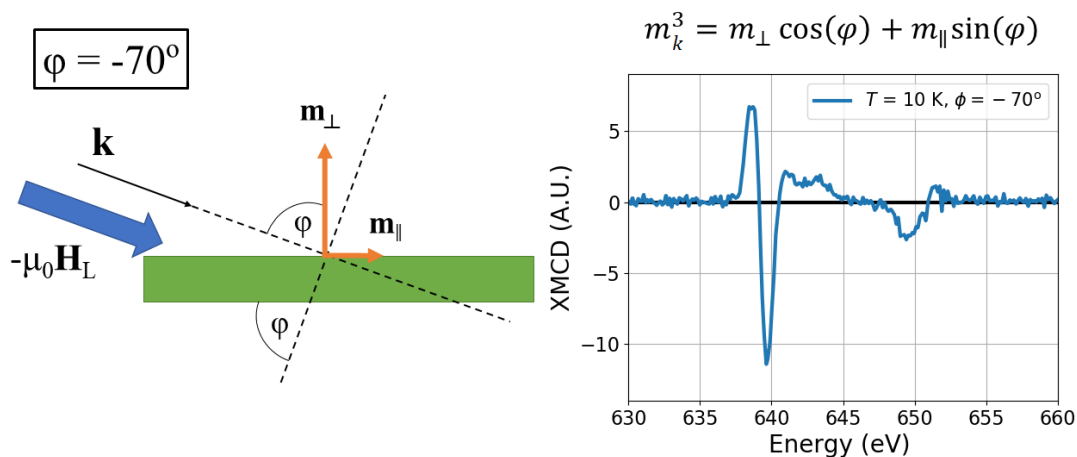 φ = -70°
k
m⊥
φ
m∥
-μ₀H_L
φ
m_k^3 = m⊥ cos(φ) + m∥ sin(φ)
T = 10 K, ϕ = − 70°
XMCD (A.U.)
5
0
−5
−10
630 635 640 645 650 655 660
Energy (eV)